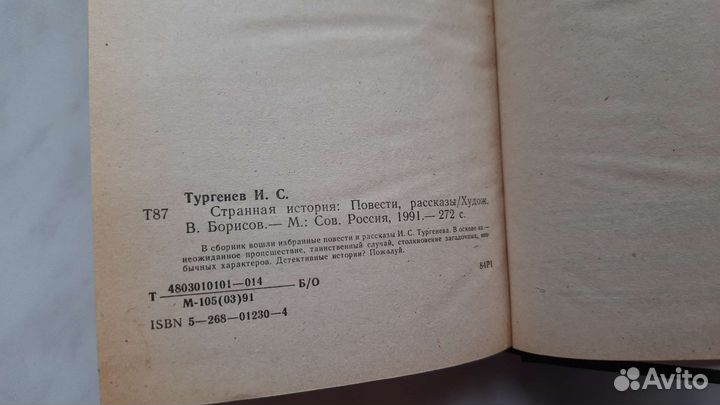 Тургенев И. С.
Т87 Странная история: Повести, рассказы/Худож.
В. Борисов.— М.: Сов. Россия, 1991.— 272 с.
В сборник вошли избранные повести и рассказы И. С. Тургенева. В основе их—
неожиданное происшествие, таинственный случай, столкновение загадочных, нео-
бычных характеров. Детективные истории? Пожалуй.
84Р1
Т 4803010101—014 Б/О
М-105(03)91
ISBN 5—268—01230—4
Avito